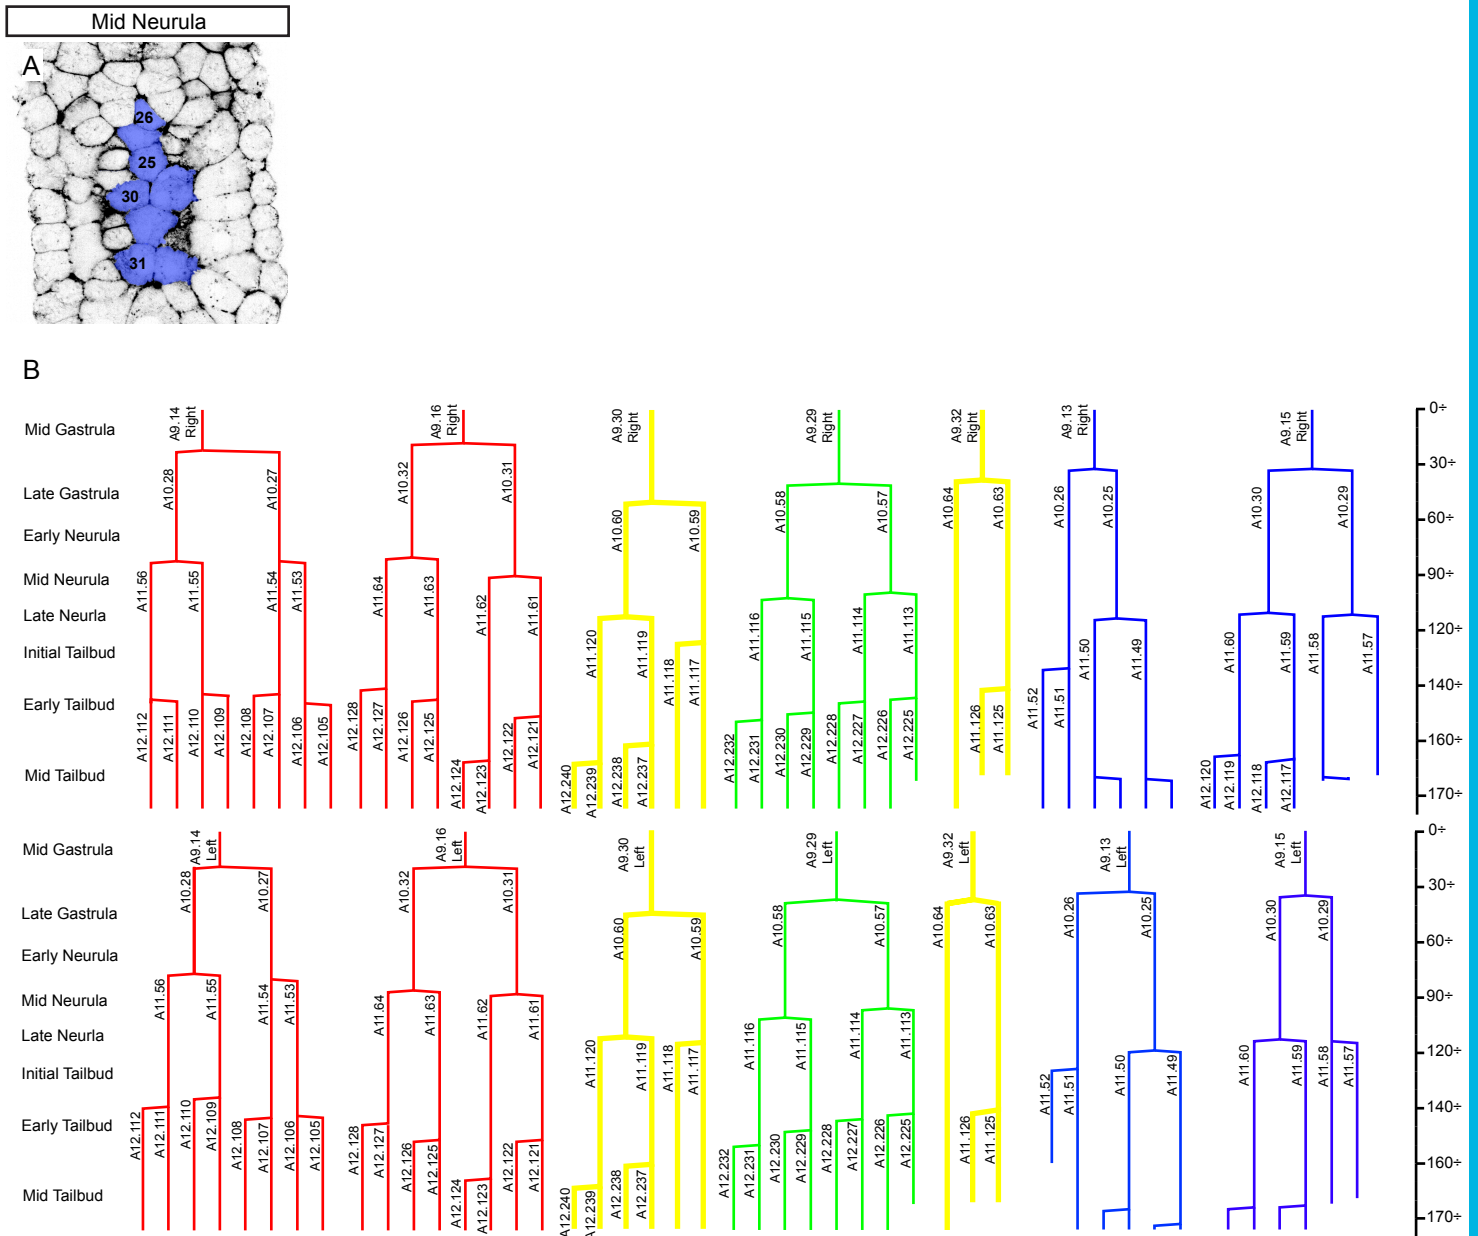 Mid Neurula
A
26
25
30
31
B
Mid Gastrula
Late Gastrula
Early Neurula
Mid Neurula
Late Neurla
Initial Tailbud
Early Tailbud
Mid Tailbud
A9.14
Right
A10.28
A10.27
A11.56
A11.55
A11.54
A11.53
A12.112
A12.111
A12.110
A12.109
A12.108
A12.107
A12.106
A12.105
A9.16
Right
A10.32
A10.31
A11.64
A11.63
A11.62
A11.61
A12.128
A12.127
A12.126
A12.125
A12.124
A12.123
A12.122
A12.121
A9.30
Right
A10.60
A10.59
A11.120
A11.119
A11.118
A11.117
A12.240
A12.239
A12.238
A12.237
A9.29
Right
A10.58
A10.57
A11.116
A11.115
A11.114
A11.113
A12.232
A12.231
A12.230
A12.229
A12.228
A12.227
A12.226
A12.225
A9.32
Right
A10.64
A10.63
A11.126
A11.125
A9.13
Right
A10.26
A10.25
A11.52
A11.51
A11.50
A11.49
A9.15
Right
A10.30
A10.29
A11.60
A11.59
A11.58
A11.57
A12.120
A12.119
A12.118
A12.117
0÷
30÷
60÷
90÷
120÷
140÷
160÷
170÷
Mid Gastrula
Late Gastrula
Early Neurula
Mid Neurula
Late Neurla
Initial Tailbud
Early Tailbud
Mid Tailbud
A9.14
Left
A10.28
A10.27
A11.56
A11.55
A11.54
A11.53
A12.112
A12.111
A12.110
A12.109
A12.108
A12.107
A12.106
A12.105
A9.16
Left
A10.32
A10.31
A11.64
A11.63
A11.62
A11.61
A12.128
A12.127
A12.126
A12.125
A12.124
A12.123
A12.122
A12.121
A9.30
Left
A10.60
A10.59
A11.120
A11.119
A11.118
A11.117
A12.240
A12.239
A12.238
A12.237
A9.29
Left
A10.58
A10.57
A11.116
A11.115
A11.114
A11.113
A12.232
A12.231
A12.230
A12.229
A12.228
A12.227
A12.226
A12.225
A9.32
Left
A10.64
A10.63
A11.126
A11.125
A9.13
Left
A10.26
A10.25
A11.52
A11.51
A11.50
A11.49
A9.15
Left
A10.30
A10.29
A11.60
A11.59
A11.58
A11.57
0÷
30÷
60÷
90÷
120÷
140÷
160÷
170÷